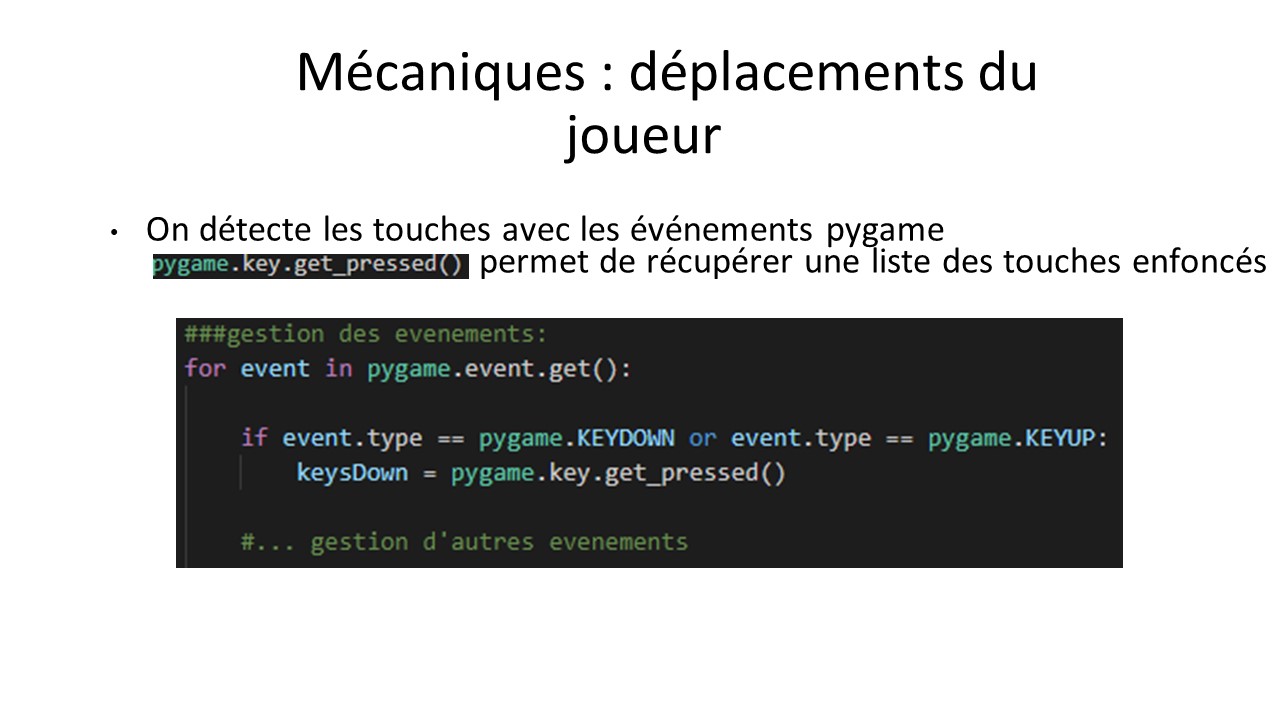 Mécaniques : déplacements du
joueur
• On détecte les touches avec les événements pygame
pygame.key.get_pressed() permet de récupérer une liste des touches enfoncés
###gestion des evenements:
for event in pygame.event.get():
if event.type == pygame.KEYDOWN or event.type == pygame.KEYUP:
keysDown = pygame.key.get_pressed()
#... gestion d'autres evenements